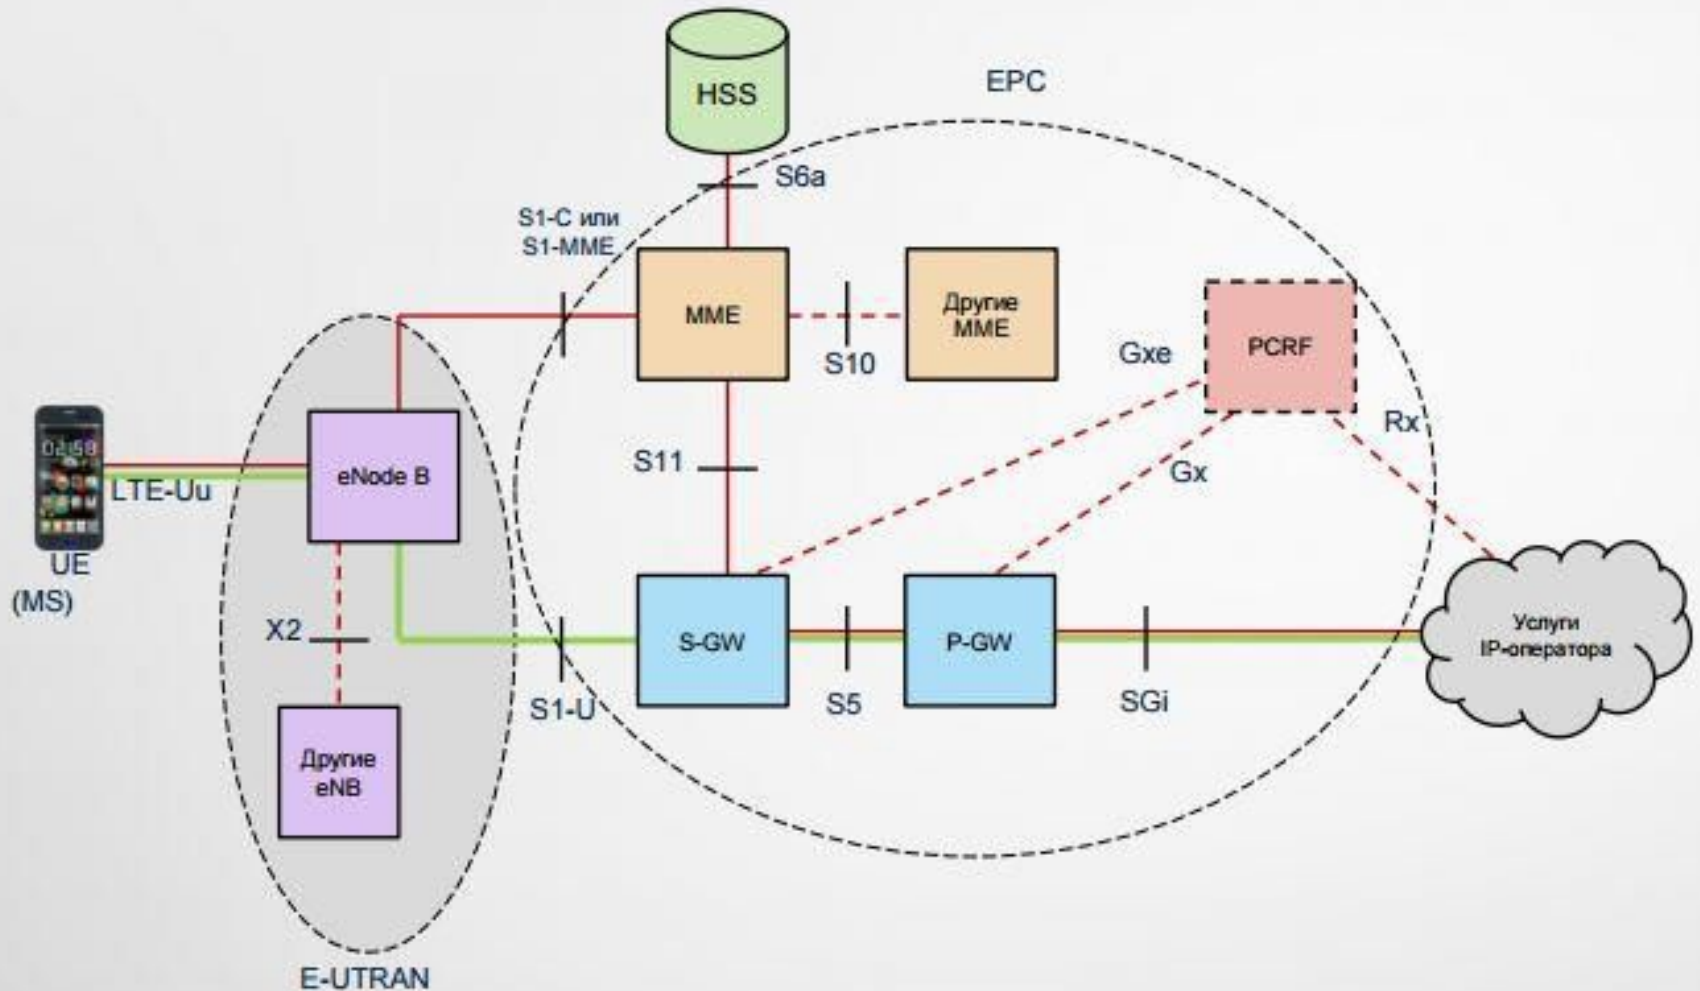 HSS
EPC
S6a
S1-C или
S1-MME
MME
S10
Другие
MME
Gxe
PCRF
Rx
Gx
S11
02:58
LTE-Uu
eNode B
UE
(MS)
X2
S1-U
S-GW
S5
P-GW
SGi
Услуги
IP-оператора
Другие
eNB
E-UTRAN